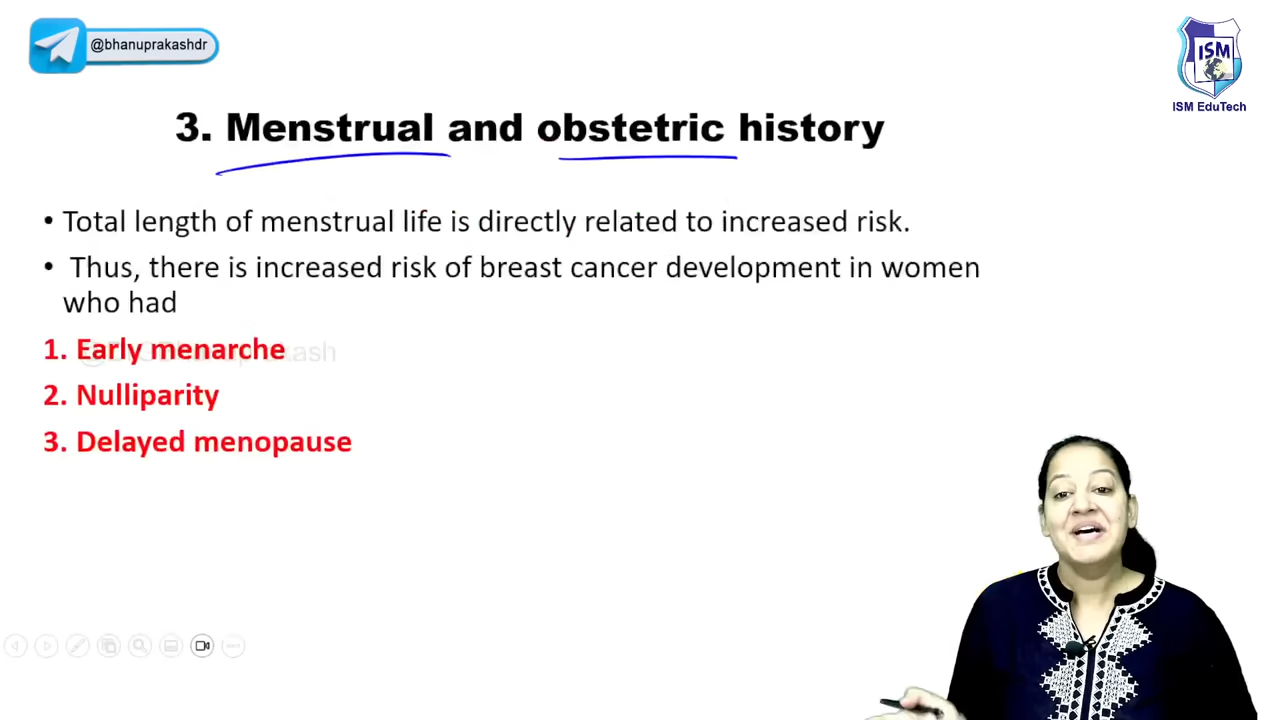 @bhanuprakashdr
ISM
ISM EduTech
3. Menstrual and obstetric history
• Total length of menstrual life is directly related to increased risk.
• Thus, there is increased risk of breast cancer development in women
who had
1. Early menarche
2. Nulliparity
3. Delayed menopause